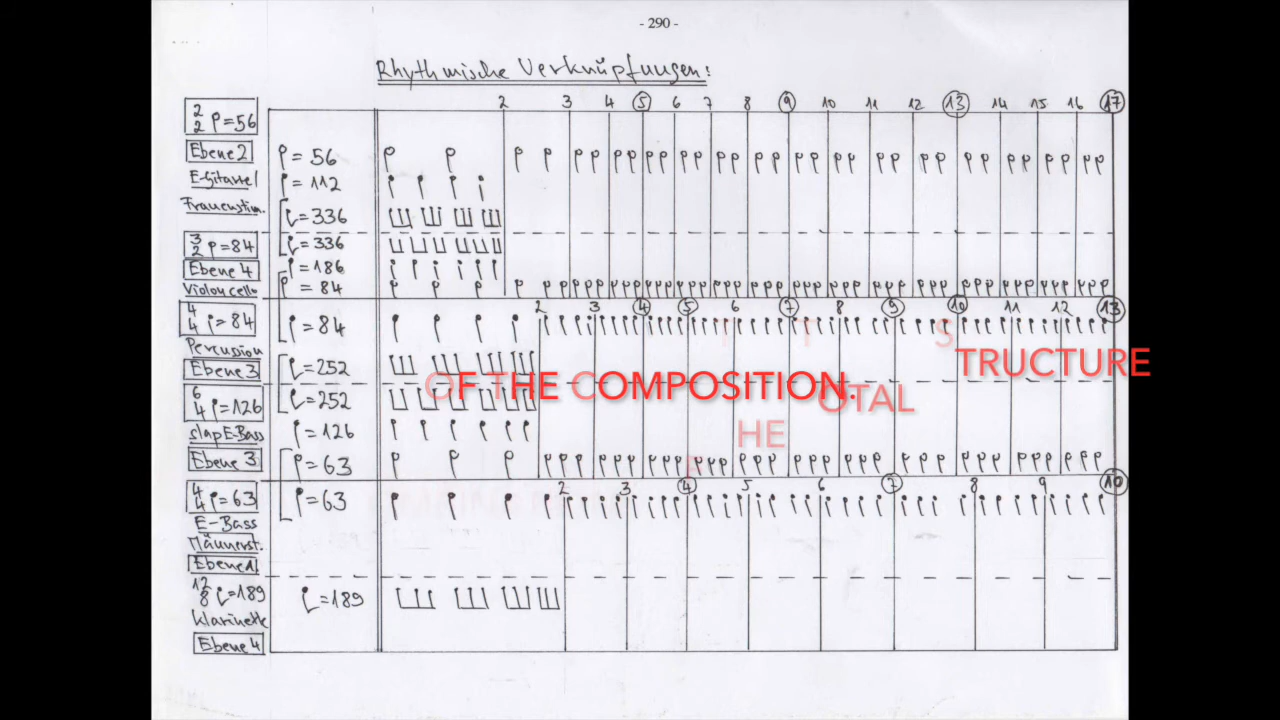 - 290 -
Rhythmische Verknüpfungen:
2 3 4 5 6 7 8 9 10 11 12 13 14 15 16 17
2/2 =56
Ebene 2
E-Gitarre
Frauenstim.
=56
=112
=336
3/2 =84
Ebene 4
Violoncello
=336
=186
=84
2 3 4 5 6 7 8 9 10 11 12 13
4/4 =84
Percussion
Ebene 3
=84
=252
T T S
TRUCTURE
OF THE COMPOSITION.
OTAL
HE
6/4 =126
slap E-Bass
Ebene 3
=252
=126
=63
2 3 4 5 6 7 8 9 10
4/4 =63
E-Bass
Männerst.
Ebene 1
=63
12/8 =189
Klarinette
Ebene 4
=189